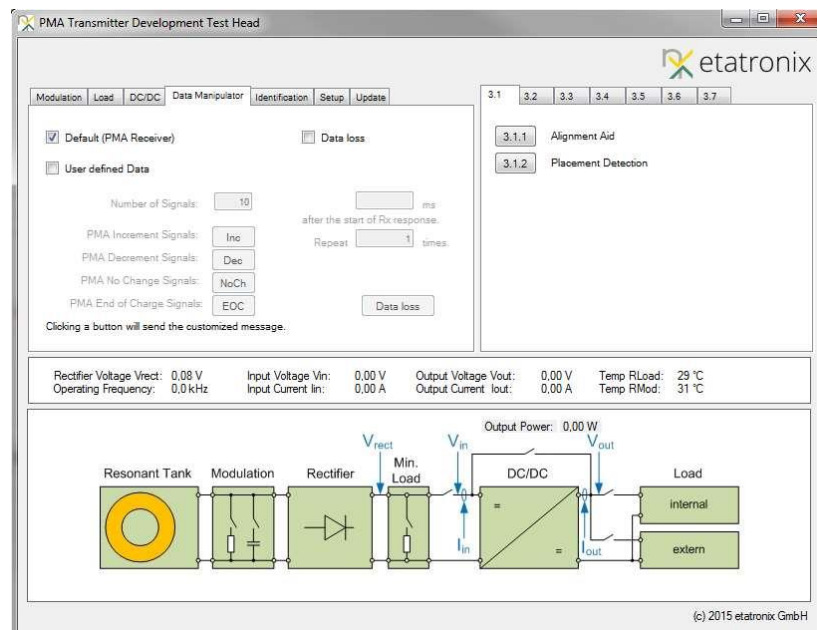 PMA Transmitter Development Test Head
etatronix
Modulation Load DC/DC Data Manipulator Identification Setup Update
Default (PMA Receiver)
Data loss
User defined Data
Number of Signals: 10
ms
after the start of Rx response.
PMA Increment Signals: Inc
Repeat 1 times.
PMA Decrement Signals: Dec
PMA No Change Signals: NoCh
PMA End of Charge Signals: EOC
Data loss
Clicking a button will send the customized message.
3.1 3.2 3.3 3.4 3.5 3.6 3.7
3.1.1 Alignment Aid
3.1.2 Placement Detection
Rectifier Voltage Vrect: 0,08 V Input Voltage Vin: 0,00 V Output Voltage Vout: 0,00 V Temp RLoad: 29 °C
Operating Frequency: 0,0 kHz Input Current Iin: 0,00 A Output Current Iout: 0,00 A Temp RMod: 31 °C
Output Power: 0,00 W
Vrect Vin Vout
Resonant Tank Modulation Rectifier Min. Load DC/DC Load
internal
= =
Iin Iout
extern
(c) 2015 etatronix GmbH